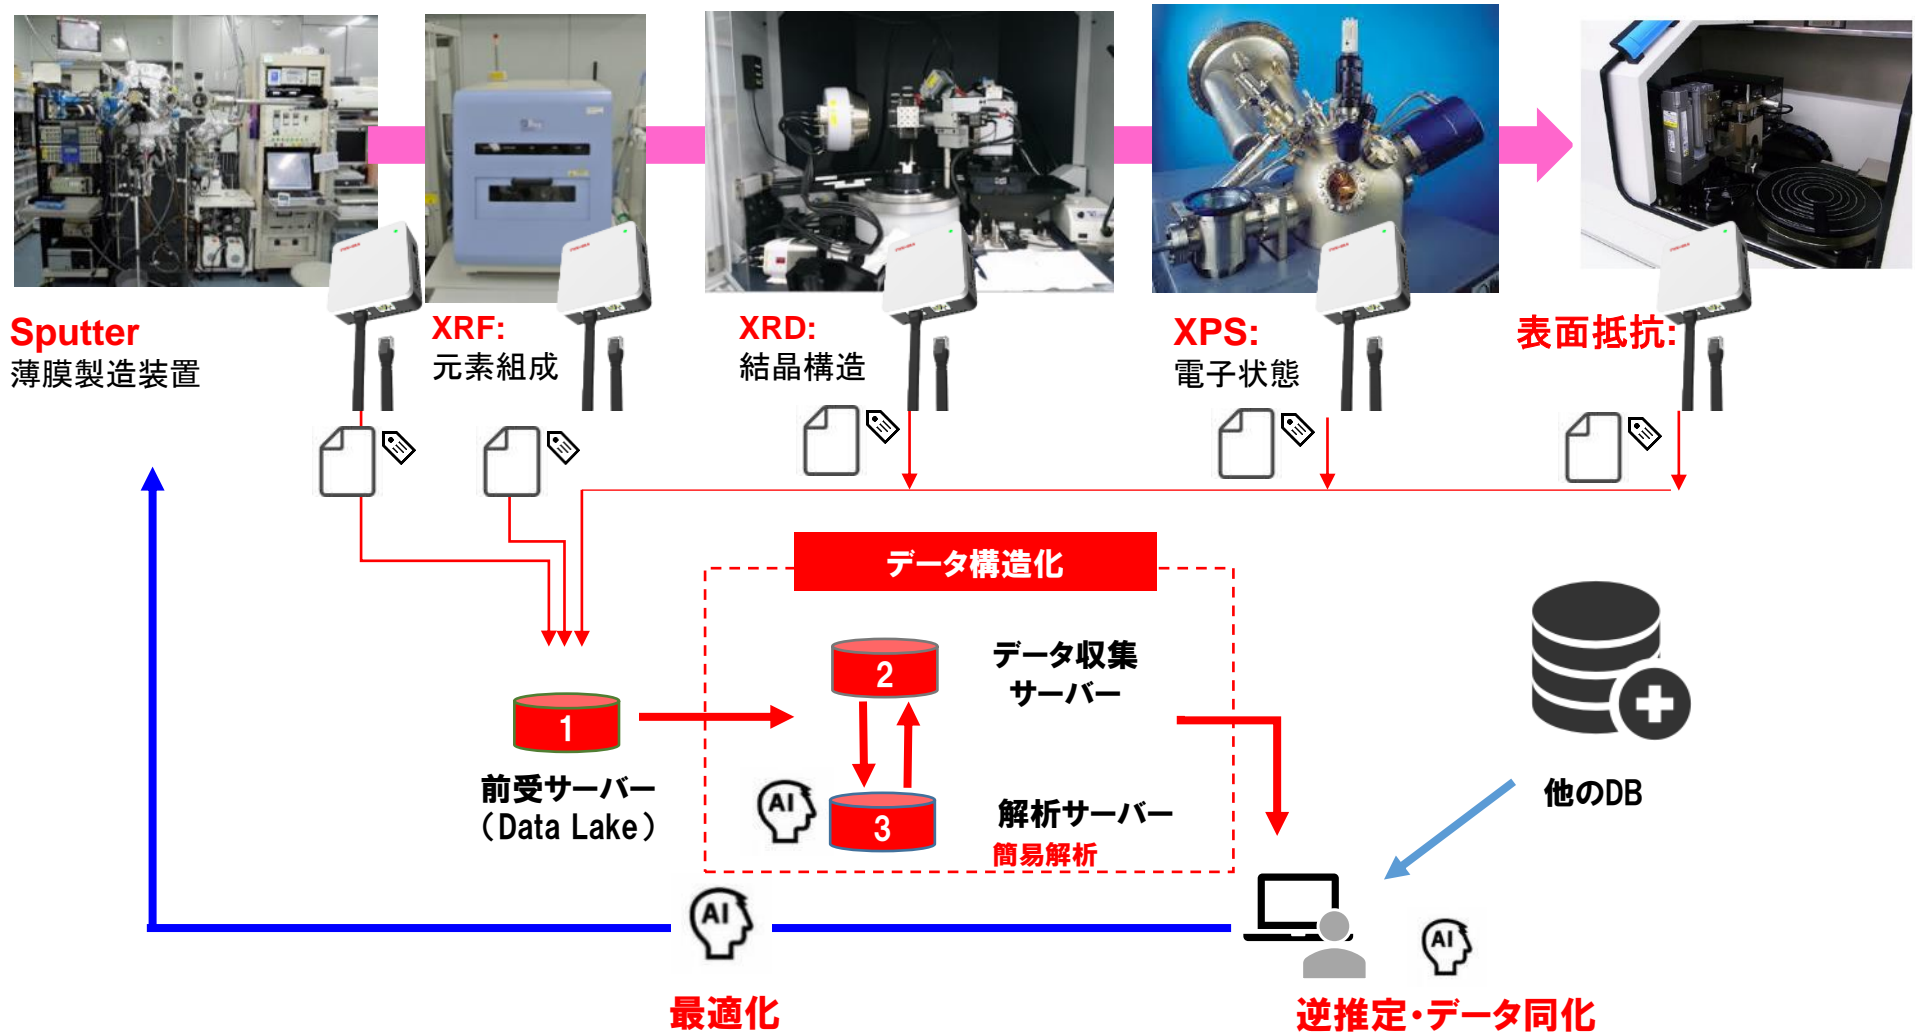 Sputter
薄膜製造装置
XRF:
元素組成
XRD:
結晶構造
XPS:
電子状態
表面抵抗:
データ構造化
2
データ収集
サーバー
1
前受サーバー
（Data Lake）
AI
3
解析サーバー
簡易解析
他のDB
AI
最適化
AI
逆推定・データ同化